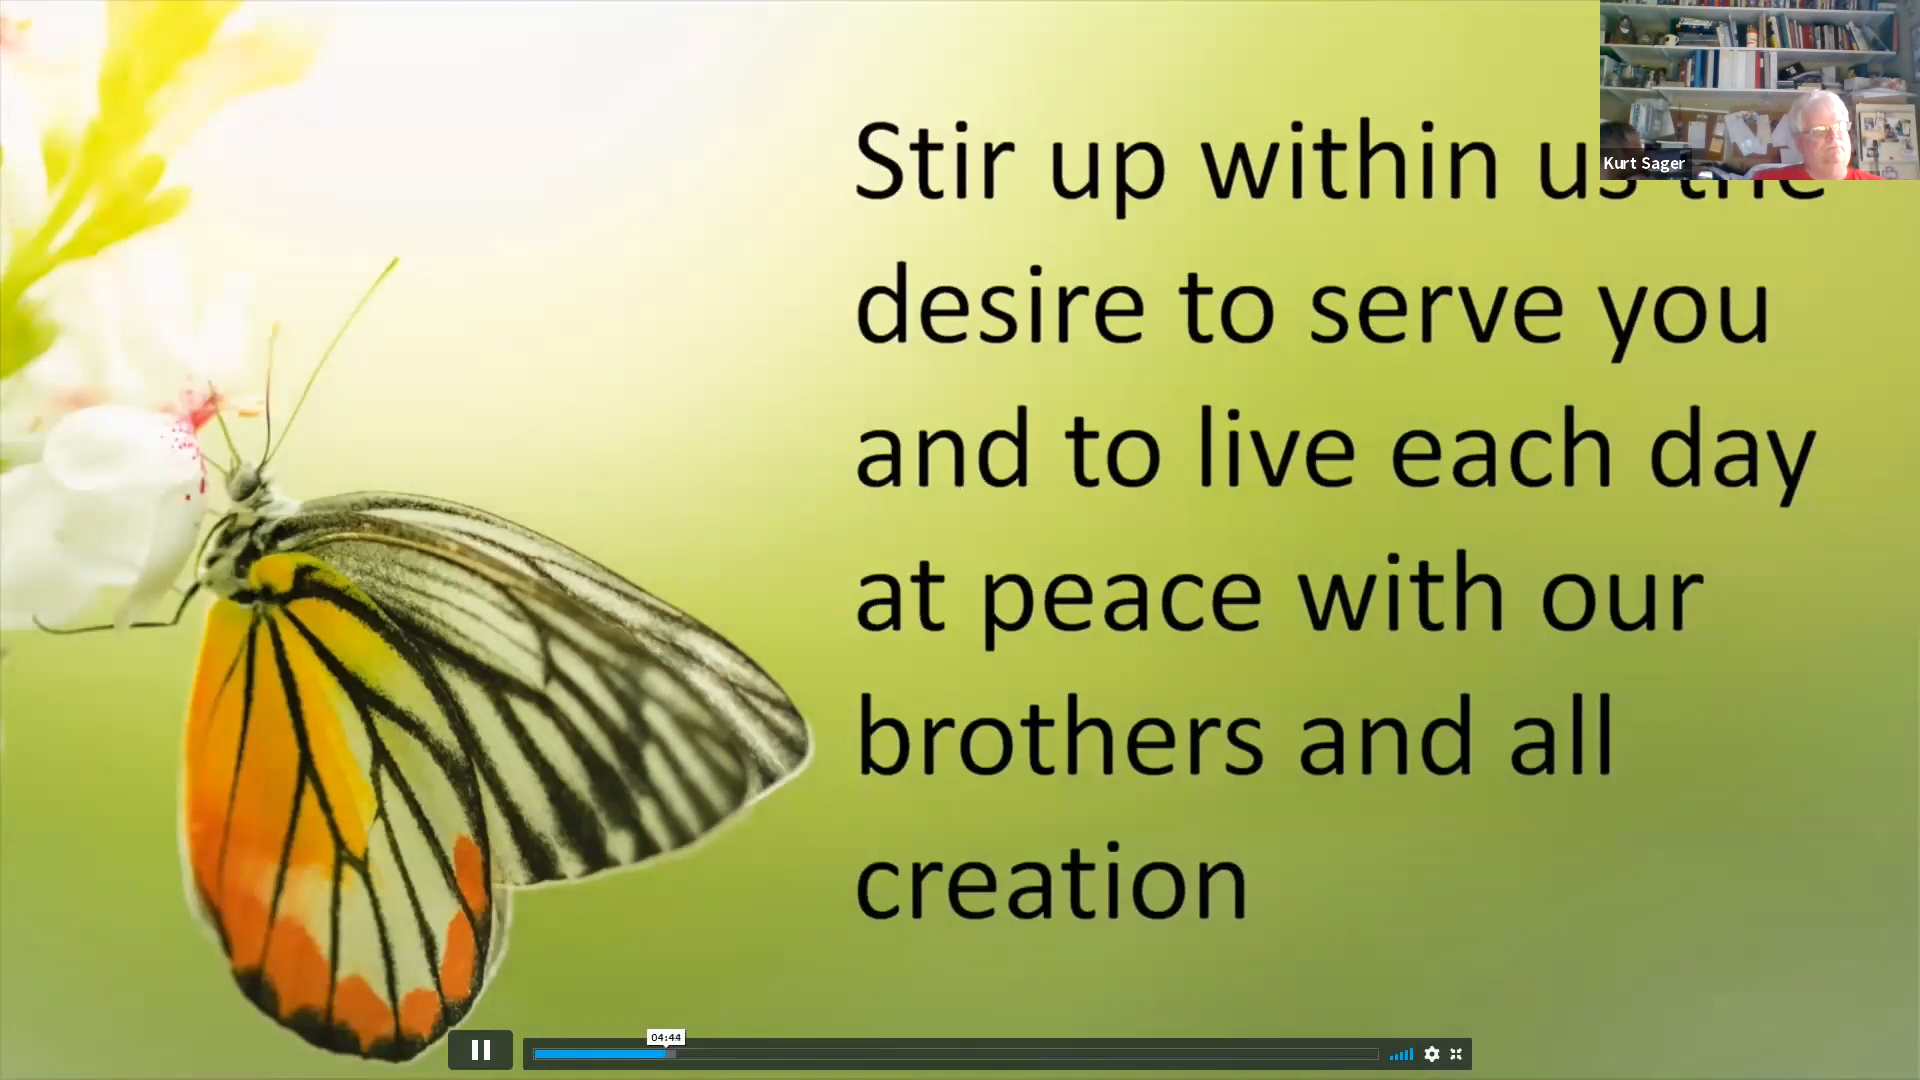 Stir up within us the
desire to serve you
and to live each day
at peace with our
brothers and all
creation
Kurt Sager
04:44